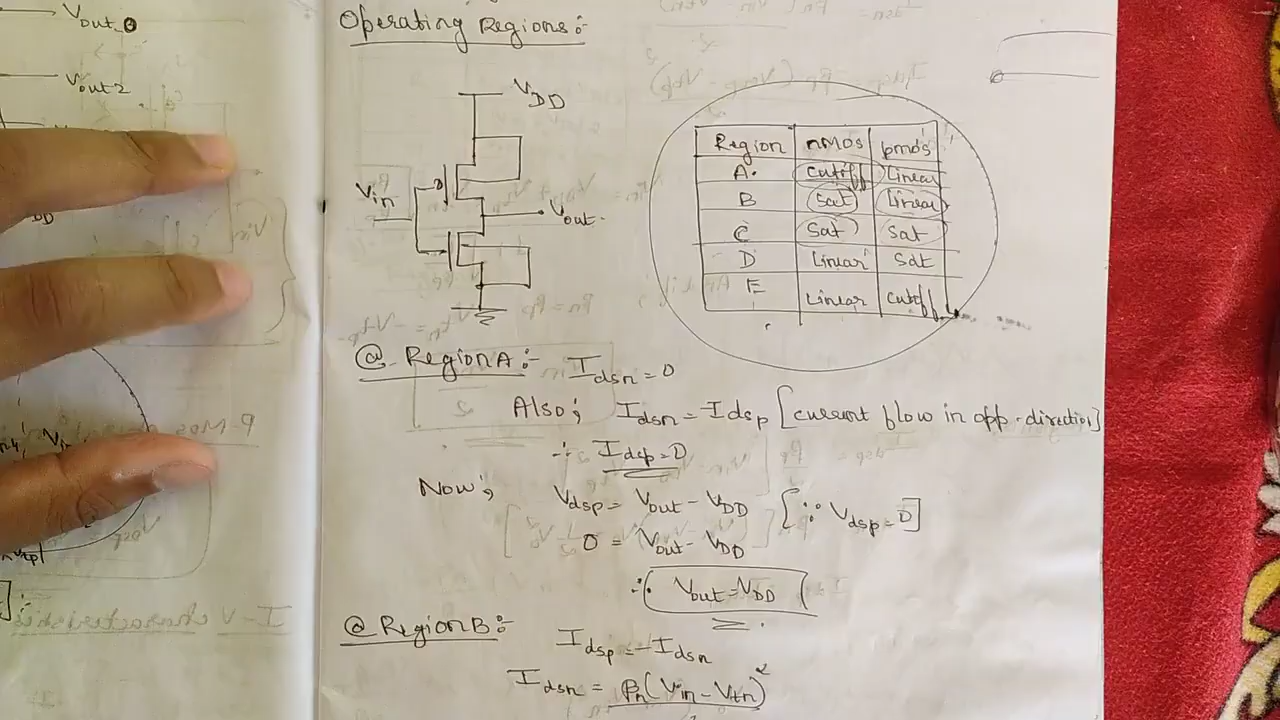 Vout 0
Vout2
Operating Regions:-
VDD
Vin
Vout.
Region nMos pmos
A. cutoff Linear
B Sat Linear
C Sat Sat
D Linear Sat
E Linear cutoff
@ Region A:- Idsn = 0
Also; Idsn = -Idsp [current flow in opp. direction]
∴ Idsp = 0
Now; Vdsp = Vout - VDD [∵ Vdsp = 0]
0 = Vout - VDD
∴ Vout = VDD
@ Region B:-
Idsp = -Idsn
Idsn = βn(Vin - Vtn)²